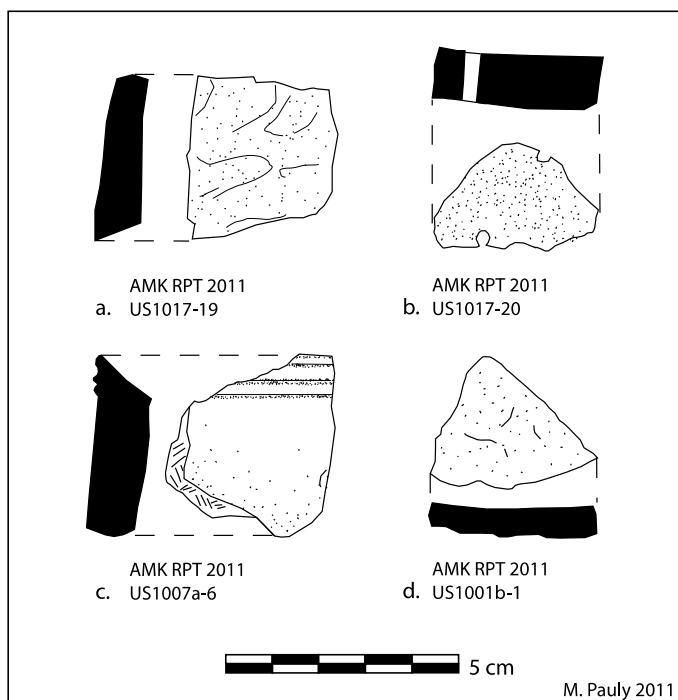 AMK RPT 2011
a. US1017-19
AMK RPT 2011
b. US1017-20
AMK RPT 2011
c. US1007a-6
AMK RPT 2011
d. US1001b-1
5 cm
M. Pauly 2011